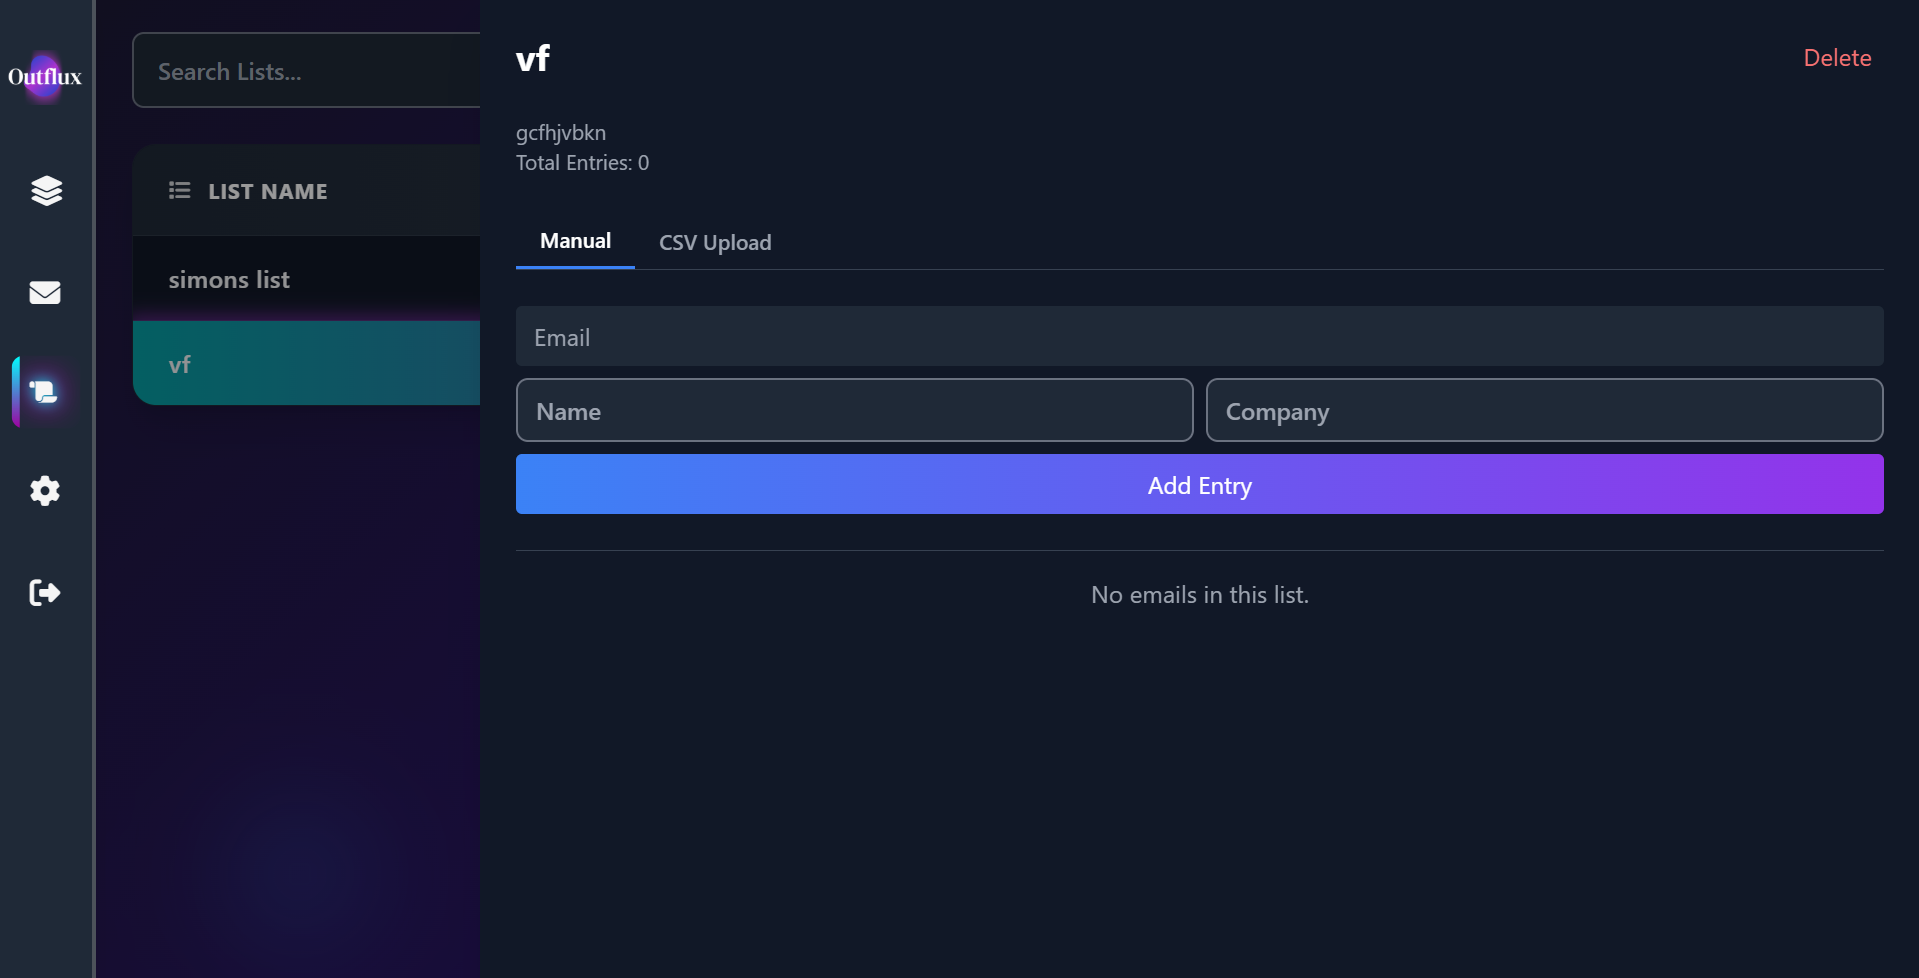 Outflux
Search Lists...
LIST NAME
simons list
vf
vf
Delete
gcfhjvbkn
Total Entries: 0
Manual
CSV Upload
Email
Name
Company
Add Entry
No emails in this list.